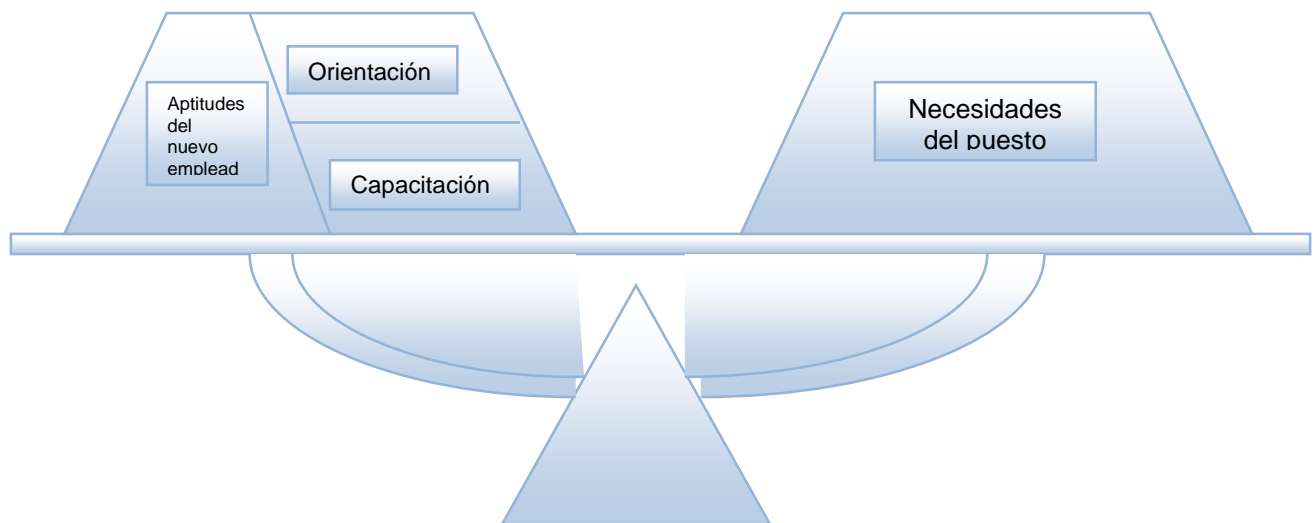 Orientación
Aptitudes
del
nuevo
emplead
Capacitación
Necesidades
del puesto